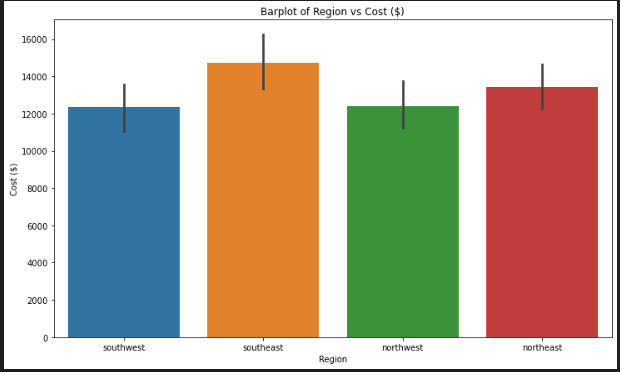 Barplot of Region vs Cost ($)
16000
14000
12000
10000
8000
6000
4000
2000
0
Cost ($)
southwest southeast northwest northeast
Region